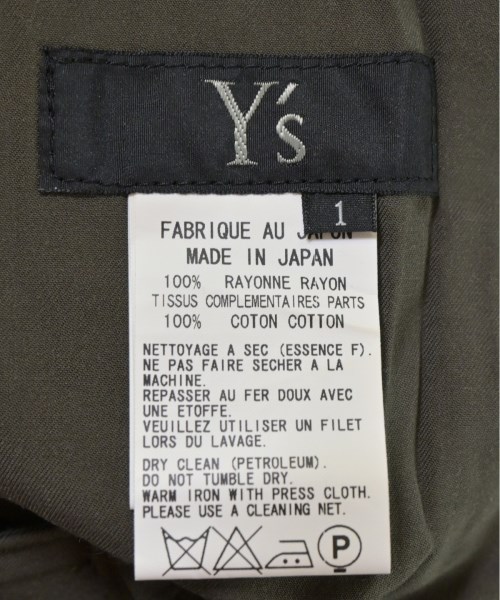 Y's
1
FABRIQUE AU JAPON
MADE IN JAPAN
100% RAYONNE RAYON
TISSUS COMPLEMENTAIRES PARTS
100% COTON COTTON
NETTOYAGE A SEC (ESSENCE F).
NE PAS FAIRE SECHER A LA
MACHINE.
REPASSER AU FER DOUX AVEC
UNE ETOFFE.
VEUILLEZ UTILISER UN FILET
LORS DU LAVAGE.
DRY CLEAN (PETROLEUM).
DO NOT TUMBLE DRY.
WARM IRON WITH PRESS CLOTH.
PLEASE USE A CLEANING NET.
P